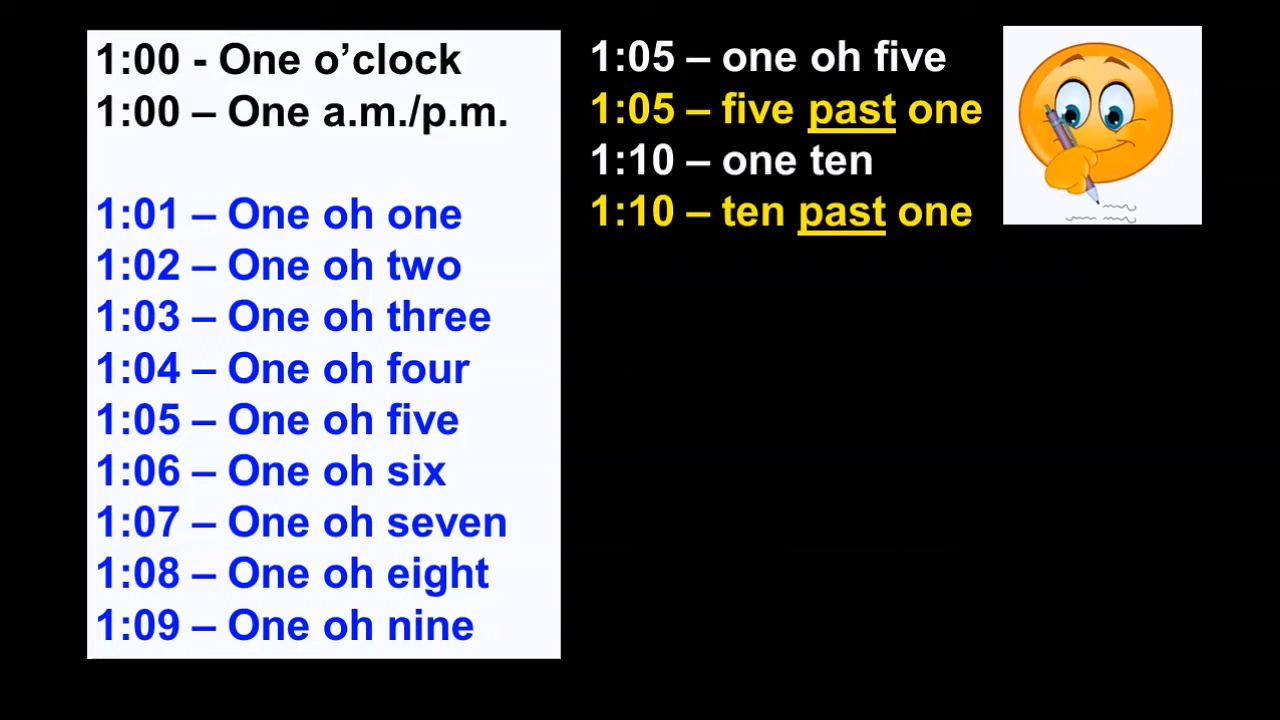 1:00 - One o’clock
1:00 – One a.m./p.m.
1:01 – One oh one
1:02 – One oh two
1:03 – One oh three
1:04 – One oh four
1:05 – One oh five
1:06 – One oh six
1:07 – One oh seven
1:08 – One oh eight
1:09 – One oh nine
1:05 – one oh five
1:05 – five past one
1:10 – one ten
1:10 – ten past one